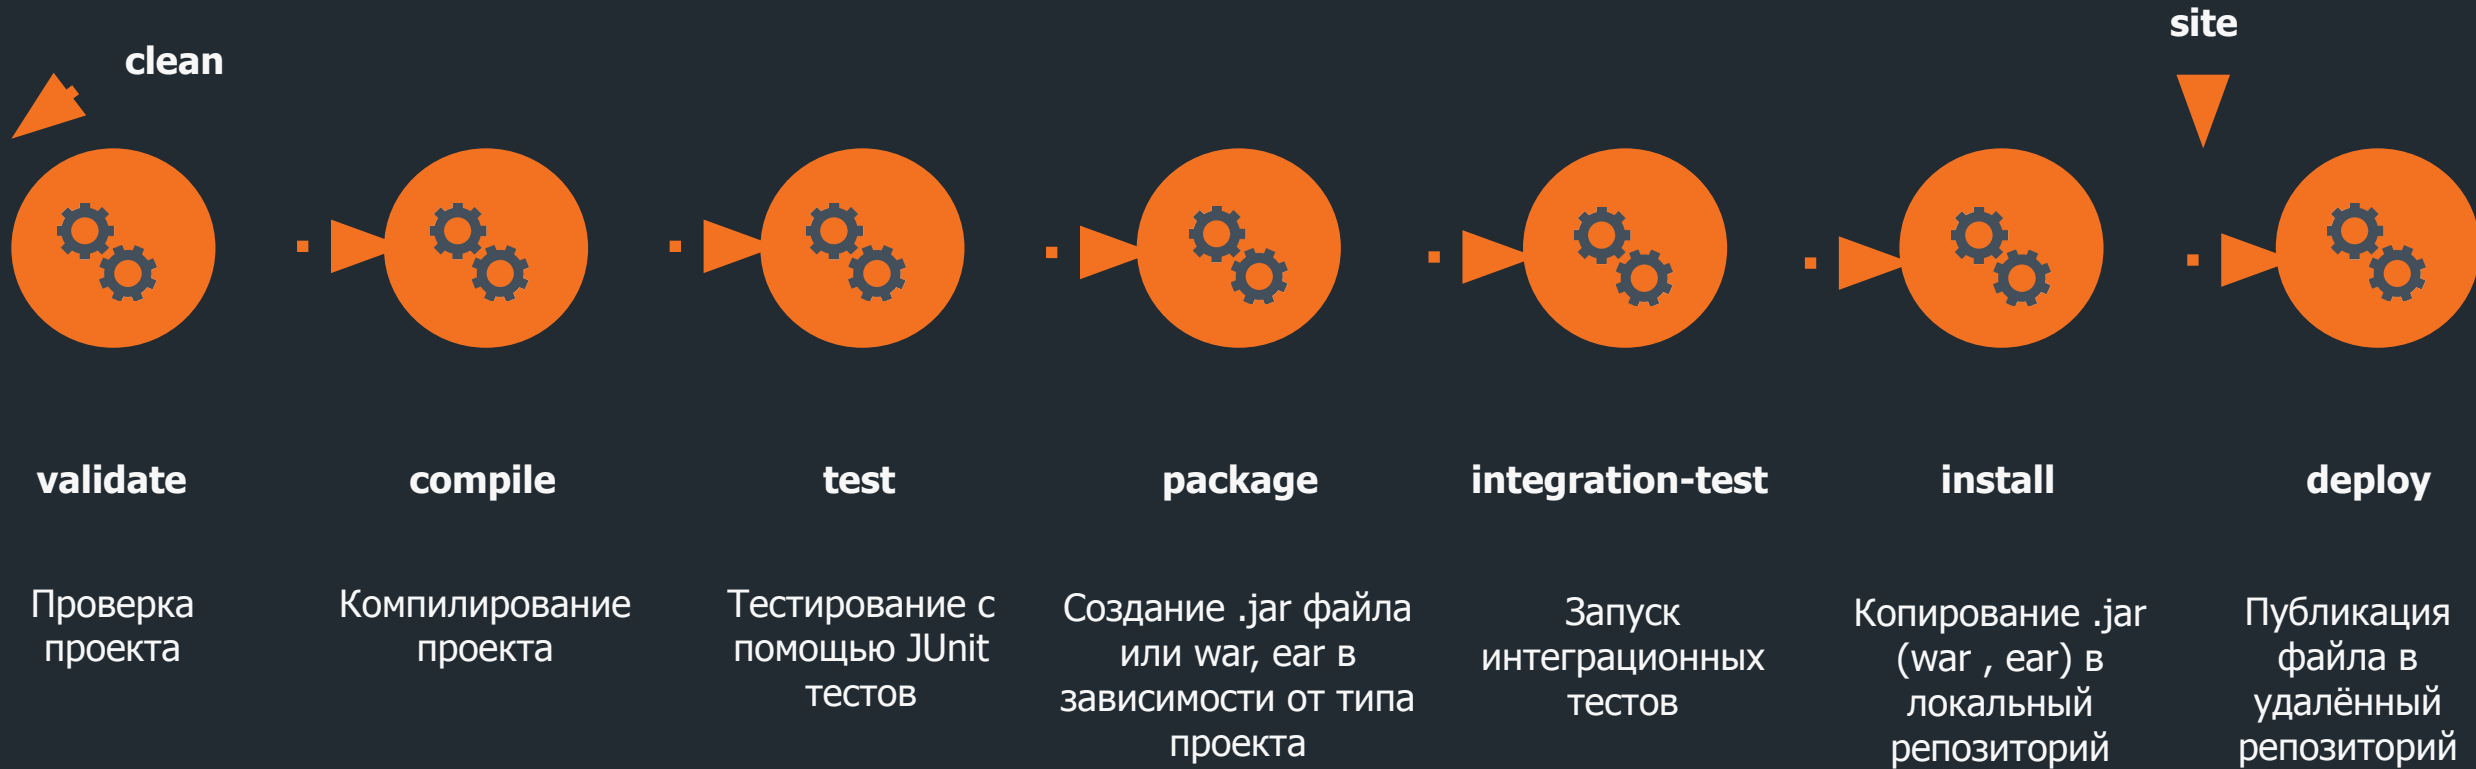 clean
site
validate
compile
test
package
integration-test
install
deploy
Проверка
проекта
Компилирование
проекта
Тестирование с
помощью JUnit
тестов
Создание .jar файла
или war, ear в
зависимости от типа
проекта
Запуск
интеграционных
тестов
Копирование .jar
(war , ear) в
локальный
репозиторий
Публикация
файла в
удалённый
репозиторий